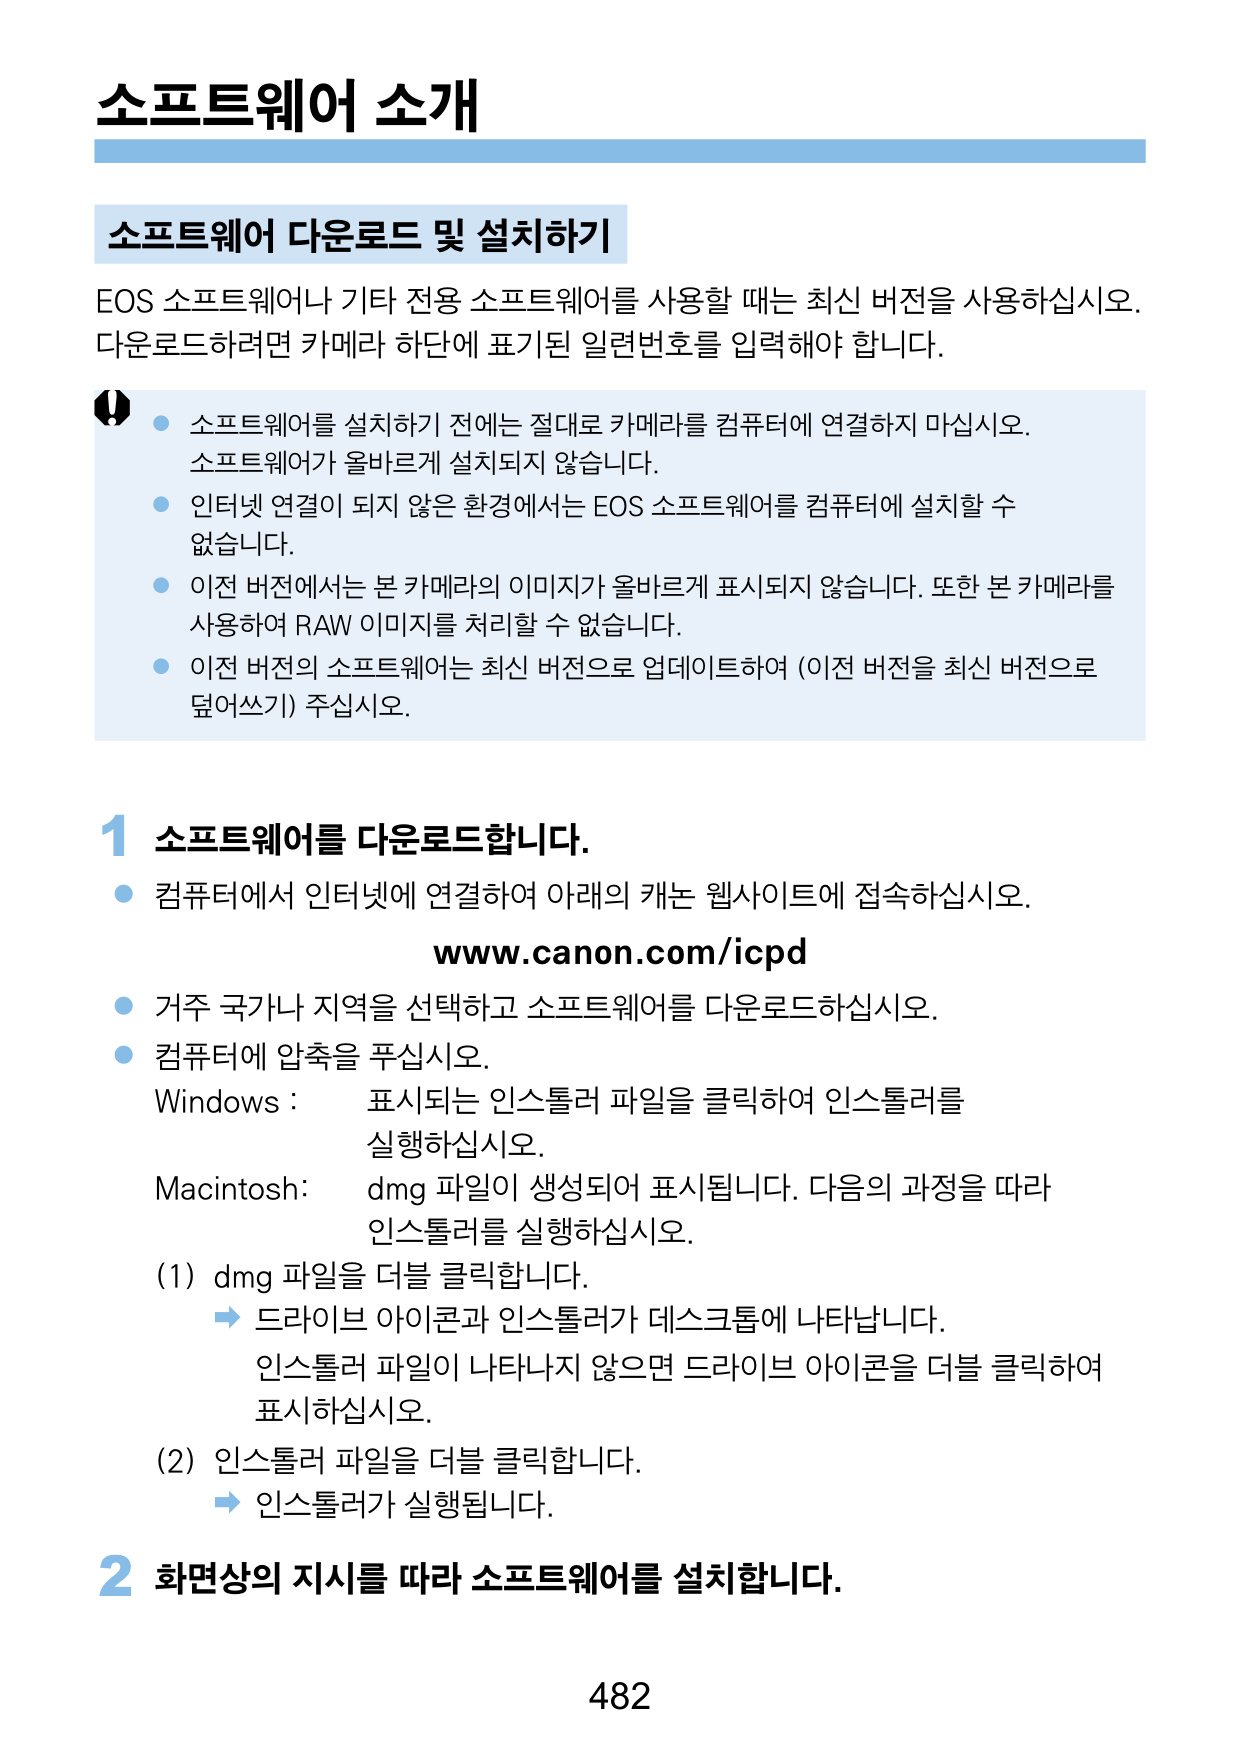 소프트웨어 소개
소프트웨어 다운로드 및 설치하기
EOS 소프트웨어나 기타 전용 소프트웨어를 사용할 때는 최신 버전을 사용하십시오.
다운로드하려면 카메라 하단에 표기된 일련번호를 입력해야 합니다.
● 소프트웨어를 설치하기 전에는 절대로 카메라를 컴퓨터에 연결하지 마십시오.
소프트웨어가 올바르게 설치되지 않습니다.
● 인터넷 연결이 되지 않은 환경에서는 EOS 소프트웨어를 컴퓨터에 설치할 수
없습니다.
● 이전 버전에서는 본 카메라의 이미지가 올바르게 표시되지 않습니다. 또한 본 카메라를
사용하여 RAW 이미지를 처리할 수 없습니다.
● 이전 버전의 소프트웨어는 최신 버전으로 업데이트하여 (이전 버전을 최신 버전으로
덮어쓰기) 주십시오.
1 소프트웨어를 다운로드합니다.
● 컴퓨터에서 인터넷에 연결하여 아래의 캐논 웹사이트에 접속하십시오.
www.canon.com/icpd
● 거주 국가나 지역을 선택하고 소프트웨어를 다운로드하십시오.
● 컴퓨터에 압축을 푸십시오.
Windows : 표시되는 인스톨러 파일을 클릭하여 인스톨러를
실행하십시오.
Macintosh: dmg 파일이 생성되어 표시됩니다. 다음의 과정을 따라
인스톨러를 실행하십시오.
(1) dmg 파일을 더블 클릭합니다.
➡ 드라이브 아이콘과 인스톨러가 데스크톱에 나타납니다.
인스톨러 파일이 나타나지 않으면 드라이브 아이콘을 더블 클릭하여
표시하십시오.
(2) 인스톨러 파일을 더블 클릭합니다.
➡ 인스톨러가 실행됩니다.
2 화면상의 지시를 따라 소프트웨어를 설치합니다.
482